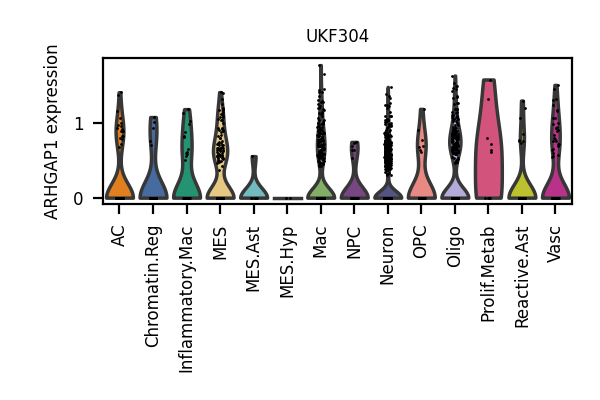 UKF304
ARHGAP1 expression
1
0
AC
Chromatin.Reg
Inflammatory.Mac
MES
MES.Ast
MES.Hyp
Mac
NPC
Neuron
OPC
Oligo
Prolif.Metab
Reactive.Ast
Vasc